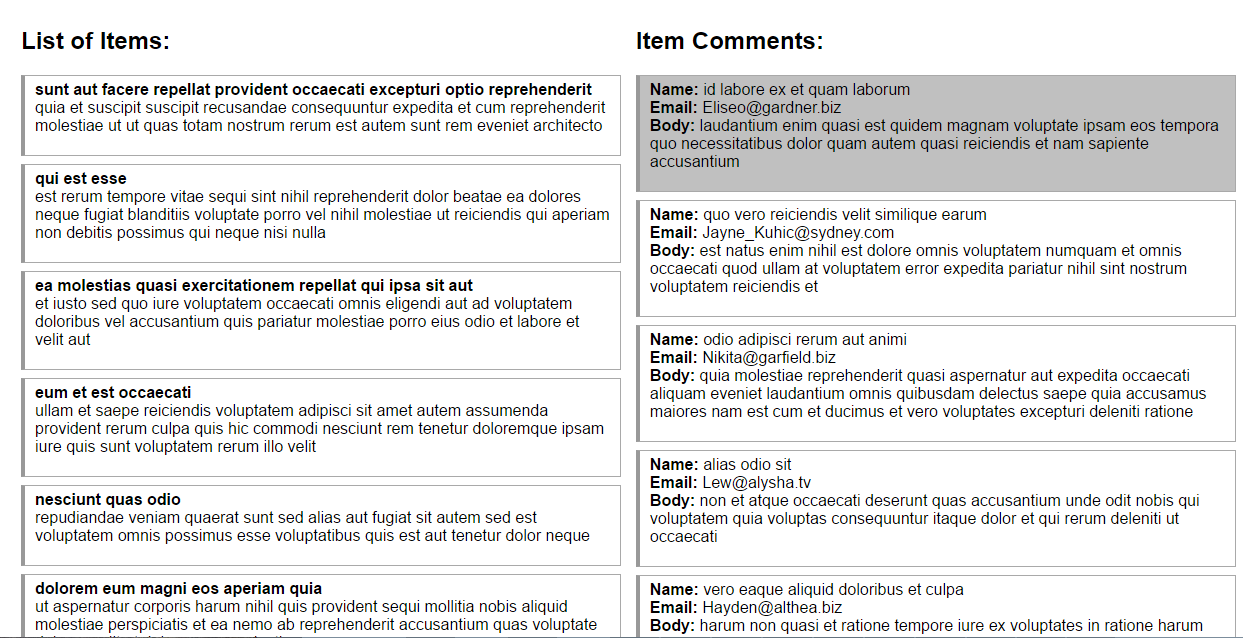 List of Items:
sunt aut facere repellat provident occaecati excepturi optio reprehenderit
quia et suscipit suscipit recusandae consequuntur expedita et cum reprehenderit
molestiae ut ut quas totam nostrum rerum est autem sunt rem eveniet architecto
qui est esse
est rerum tempore vitae sequi sint nihil reprehenderit dolor beatae ea dolores
neque fugiat blanditiis voluptate porro vel nihil molestiae ut reiciendis qui aperiam
non debitis possimus qui neque nisi nulla
ea molestias quasi exercitationem repellat qui ipsa sit aut
et iusto sed quo iure voluptatem occaecati omnis eligendi aut ad voluptatem
doloribus vel accusantium quis pariatur molestiae porro eius odio et labore et
velit aut
eum et est occaecati
ullam et saepe reiciendis voluptatem adipisci sit amet autem assumenda
provident rerum culpa quis hic commodi nesciunt rem tenetur doloremque ipsam
iure quis sunt voluptatem rerum illo velit
nesciunt quas odio
repudiandae veniam quaerat sunt sed alias aut fugiat sit autem sed est
voluptatem omnis possimus esse voluptatibus quis est aut tenetur dolor neque
dolorem eum magni eos aperiam quia
ut aspernatur corporis harum nihil quis provident sequi mollitia nobis aliquid
molestiae perspiciatis et ea nemo ab reprehenderit accusantium quas voluptate
Item Comments:
Name: id labore ex et quam laborum
Email: Eliseo@gardner.biz
Body: laudantium enim quasi est quidem magnam voluptate ipsam eos tempora
quo necessitatibus dolor quam autem quasi reiciendis et nam sapiente
accusantium
Name: quo vero reiciendis velit similique earum
Email: Jayne_Kuhic@sydney.com
Body: est natus enim nihil est dolore omnis voluptatem numquam et omnis
occaecati quod ullam at voluptatem error expedita pariatur nihil sint nostrum
voluptatem reiciendis et
Name: odio adipisci rerum aut animi
Email: Nikita@garfield.biz
Body: quia molestiae reprehenderit quasi aspernatur aut expedita occaecati
aliquam eveniet laudantium omnis quibusdam delectus saepe quia accusamus
maiores nam est cum et ducimus et vero voluptates excepturi deleniti ratione
Name: alias odio sit
Email: Lew@alysha.tv
Body: non et atque occaecati deserunt quas accusantium unde odit nobis qui
voluptatem quia voluptas consequuntur itaque dolor et qui rerum deleniti ut
occaecati
Name: vero eaque aliquid doloribus et culpa
Email: Hayden@althea.biz
Body: harum non quasi et ratione tempore iure ex voluptates in ratione harum